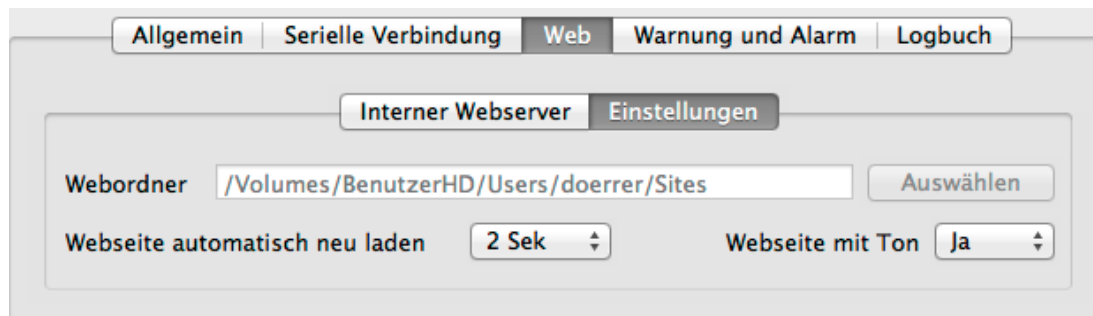 Allgemein Serielle Verbindung Web Warnung und Alarm Logbuch
Interner Webserver Einstellungen
Webordner /Volumes/BenutzerHD/Users/doerrer/Sites Auswählen
Webseite automatisch neu laden 2 Sek Webseite mit Ton Ja